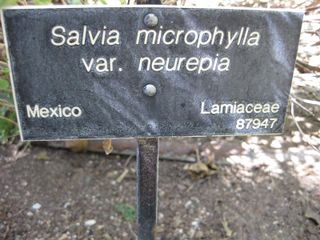 Salvia microphylla
var. neurepia
Mexico Lamiaceae
87947